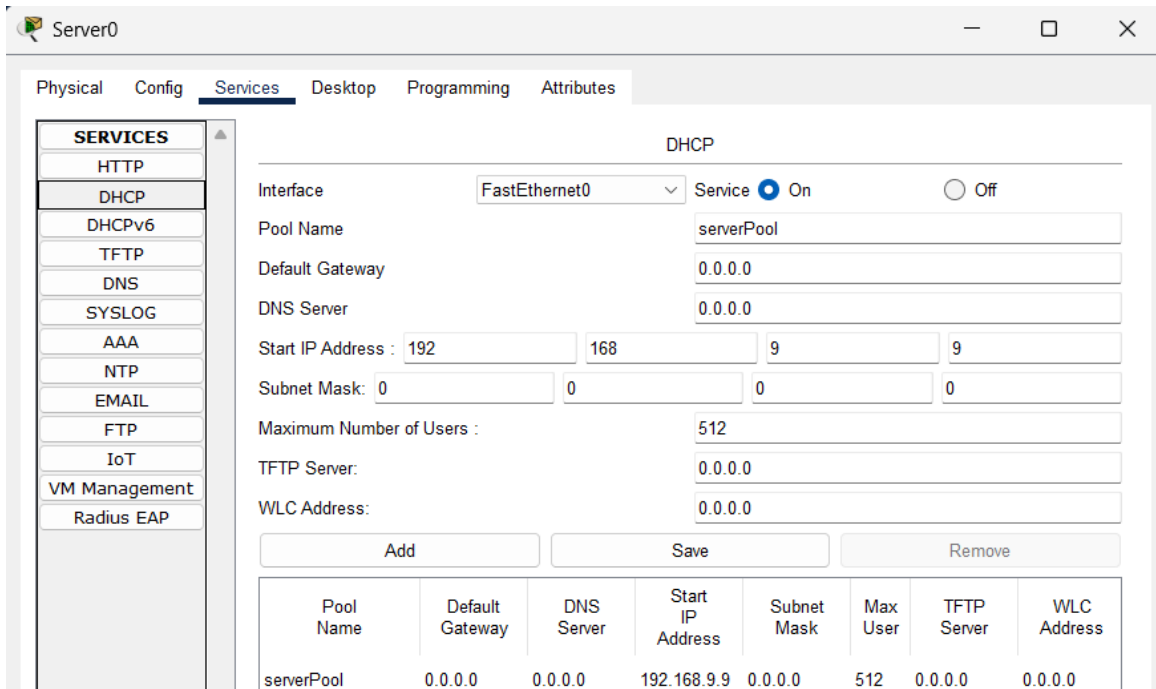 Server0
Physical Config Services Desktop Programming Attributes
SERVICES
HTTP
DHCP
DHCPv6
TFTP
DNS
SYSLOG
AAA
NTP
EMAIL
FTP
IoT
VM Management
Radius EAP
DHCP
Interface FastEthernet0 Service On Off
Pool Name serverPool
Default Gateway 0.0.0.0
DNS Server 0.0.0.0
Start IP Address : 192 168 9 9
Subnet Mask: 0 0 0 0
Maximum Number of Users : 512
TFTP Server: 0.0.0.0
WLC Address: 0.0.0.0
Add Save Remove
Pool Name Default Gateway DNS Server Start IP Address Subnet Mask Max User TFTP Server WLC Address
serverPool 0.0.0.0 0.0.0.0 192.168.9.9 0.0.0.0 512 0.0.0.0 0.0.0.0